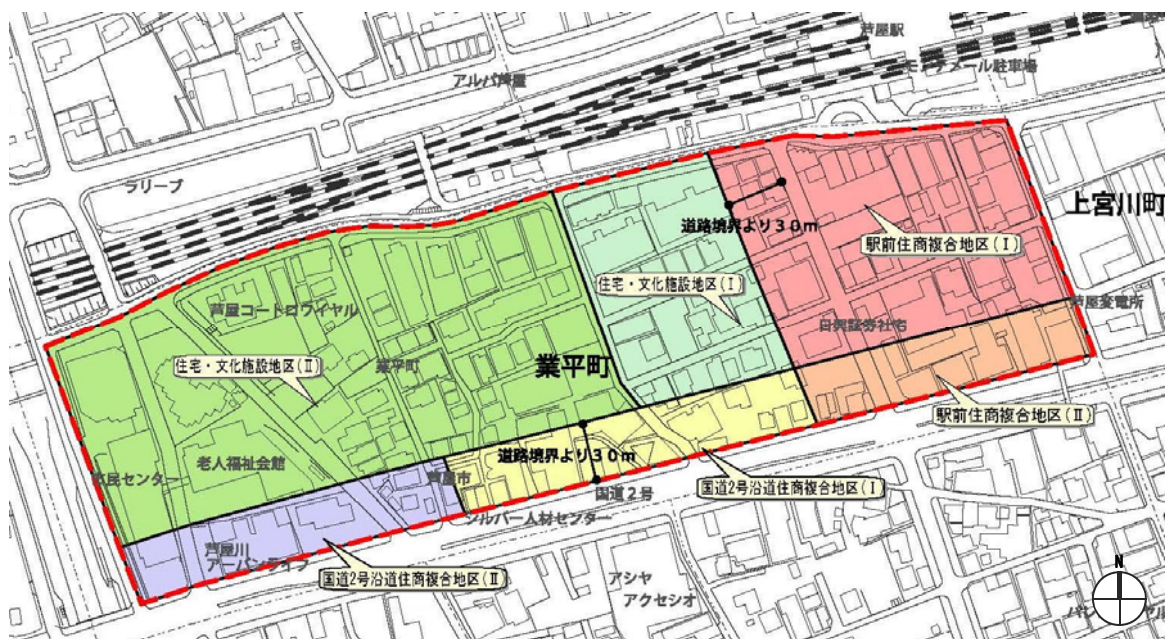 芦屋駅
モンテメール駐車場
アルパ芦屋
ラリーブ
上宮川町
道路境界より30m
駅前住商複合地区(Ⅰ)
住宅・文化施設地区(Ⅰ)
芦屋変電所
芦屋コートロワイヤル
日興証券社宅
業平町
住宅・文化施設地区(Ⅱ)
業平町
駅前住商複合地区(Ⅱ)
道路境界より30m
老人福祉会館
市民センター
芦屋市
国道2号沿道住商複合地区(Ⅰ
国道2号
シルバー人材センター
芦屋川
アーバンライフ
国道2号沿道住商複合地区(Ⅱ)
アシヤ
アクセシオ
N